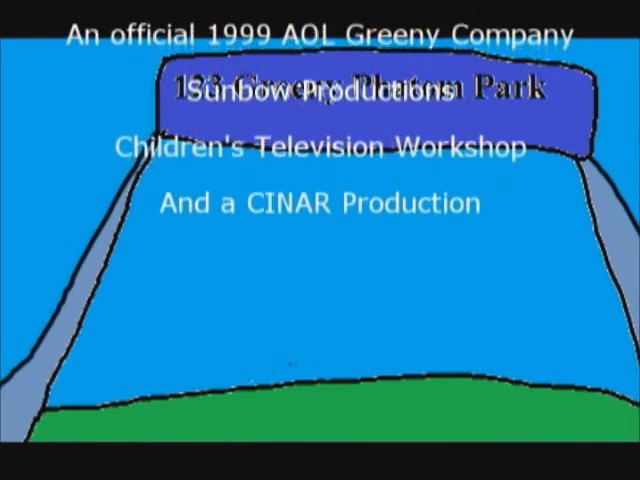 An official 1999 AOL Greeny Company
123 Greeny Phatom Park
Sunbow Productions
Children's Television Workshop
And a CINAR Production